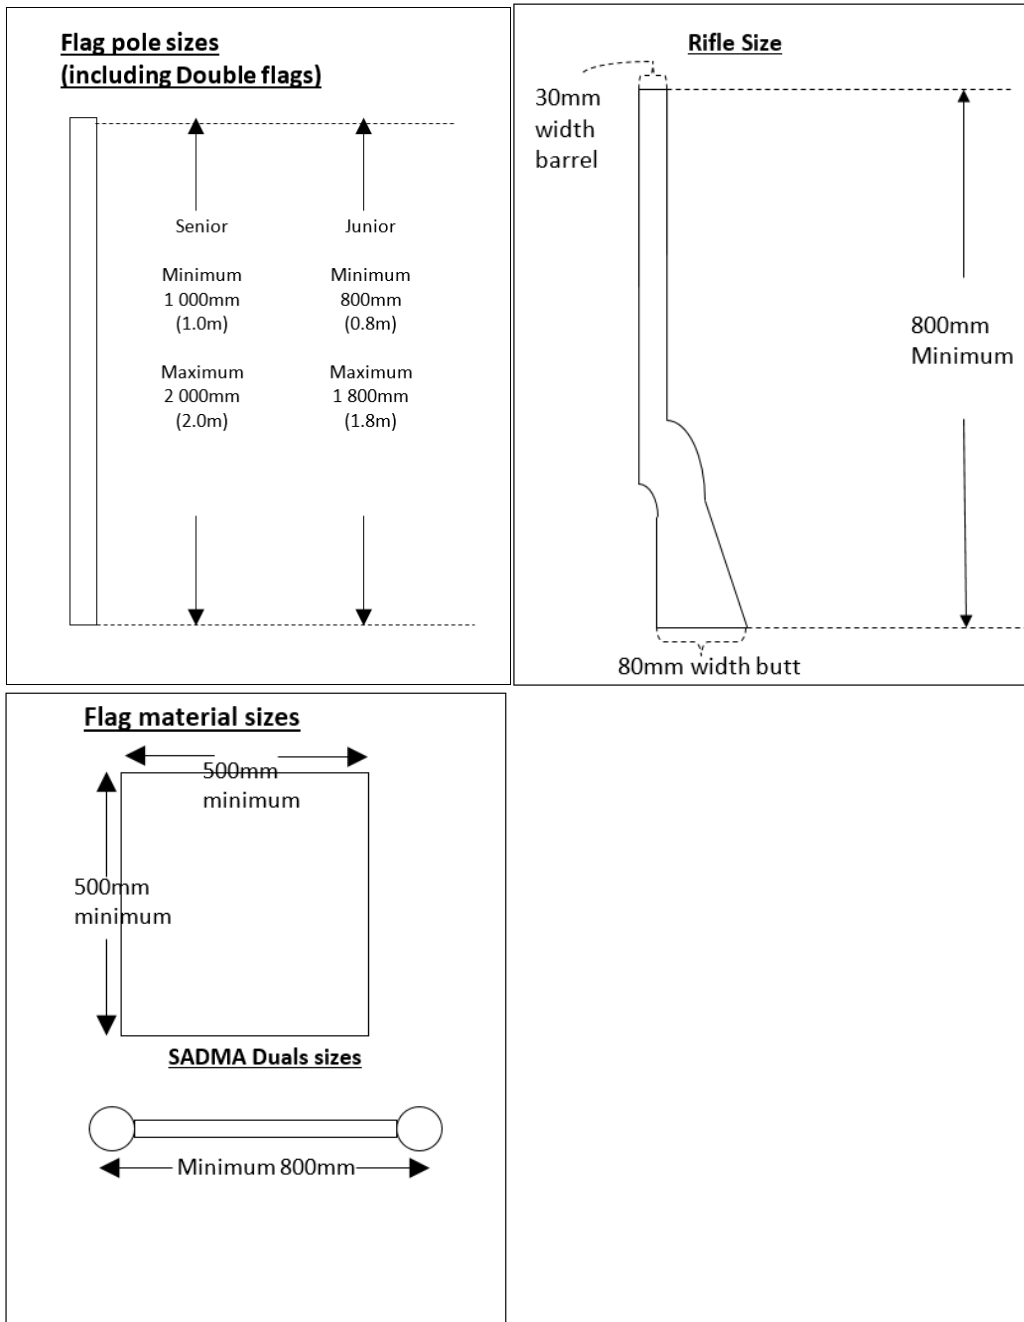 Flag pole sizes
(including Double flags)
Senior
Minimum
1 000mm
(1.0m)
Maximum
2 000mm
(2.0m)
Junior
Minimum
800mm
(0.8m)
Maximum
1 800mm
(1.8m)
Rifle Size
30mm
width
barrel
800mm
Minimum
80mm width butt
Flag material sizes
500mm
minimum
500mm
minimum
SADMA Duals sizes
Minimum 800mm